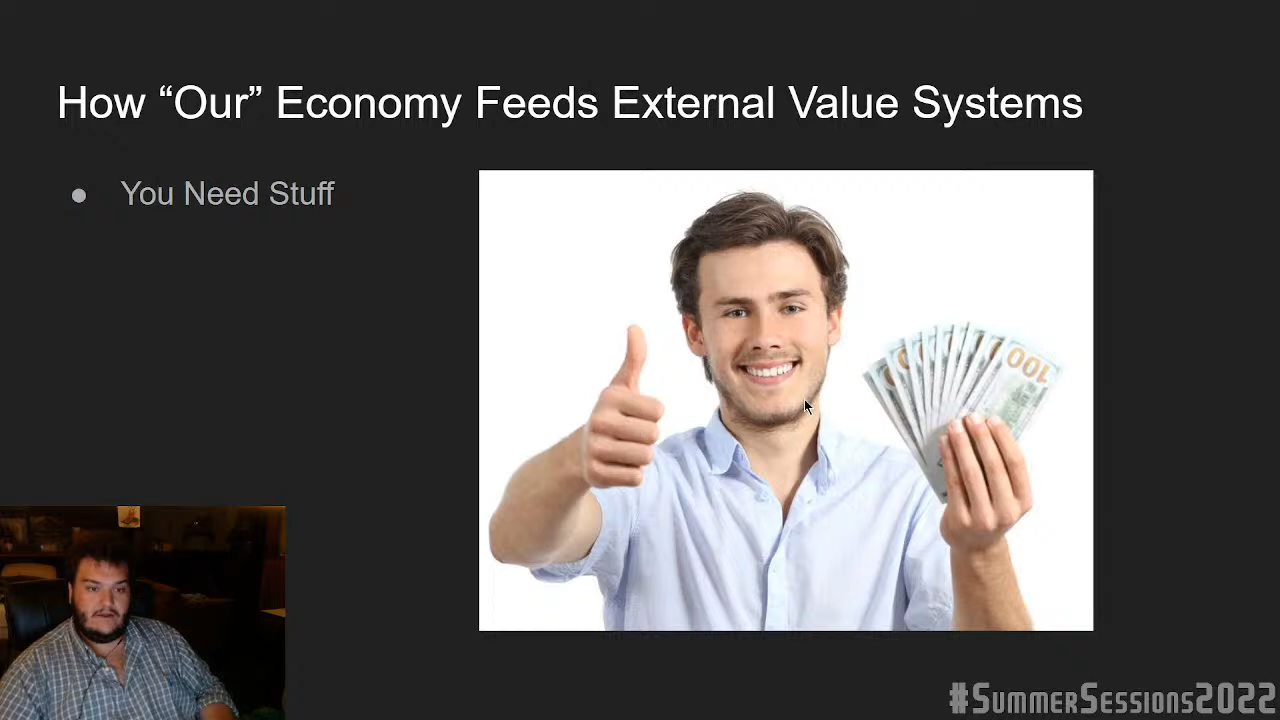 How “Our” Economy Feeds External Value Systems
● You Need Stuff
100
#SummerSessions2022